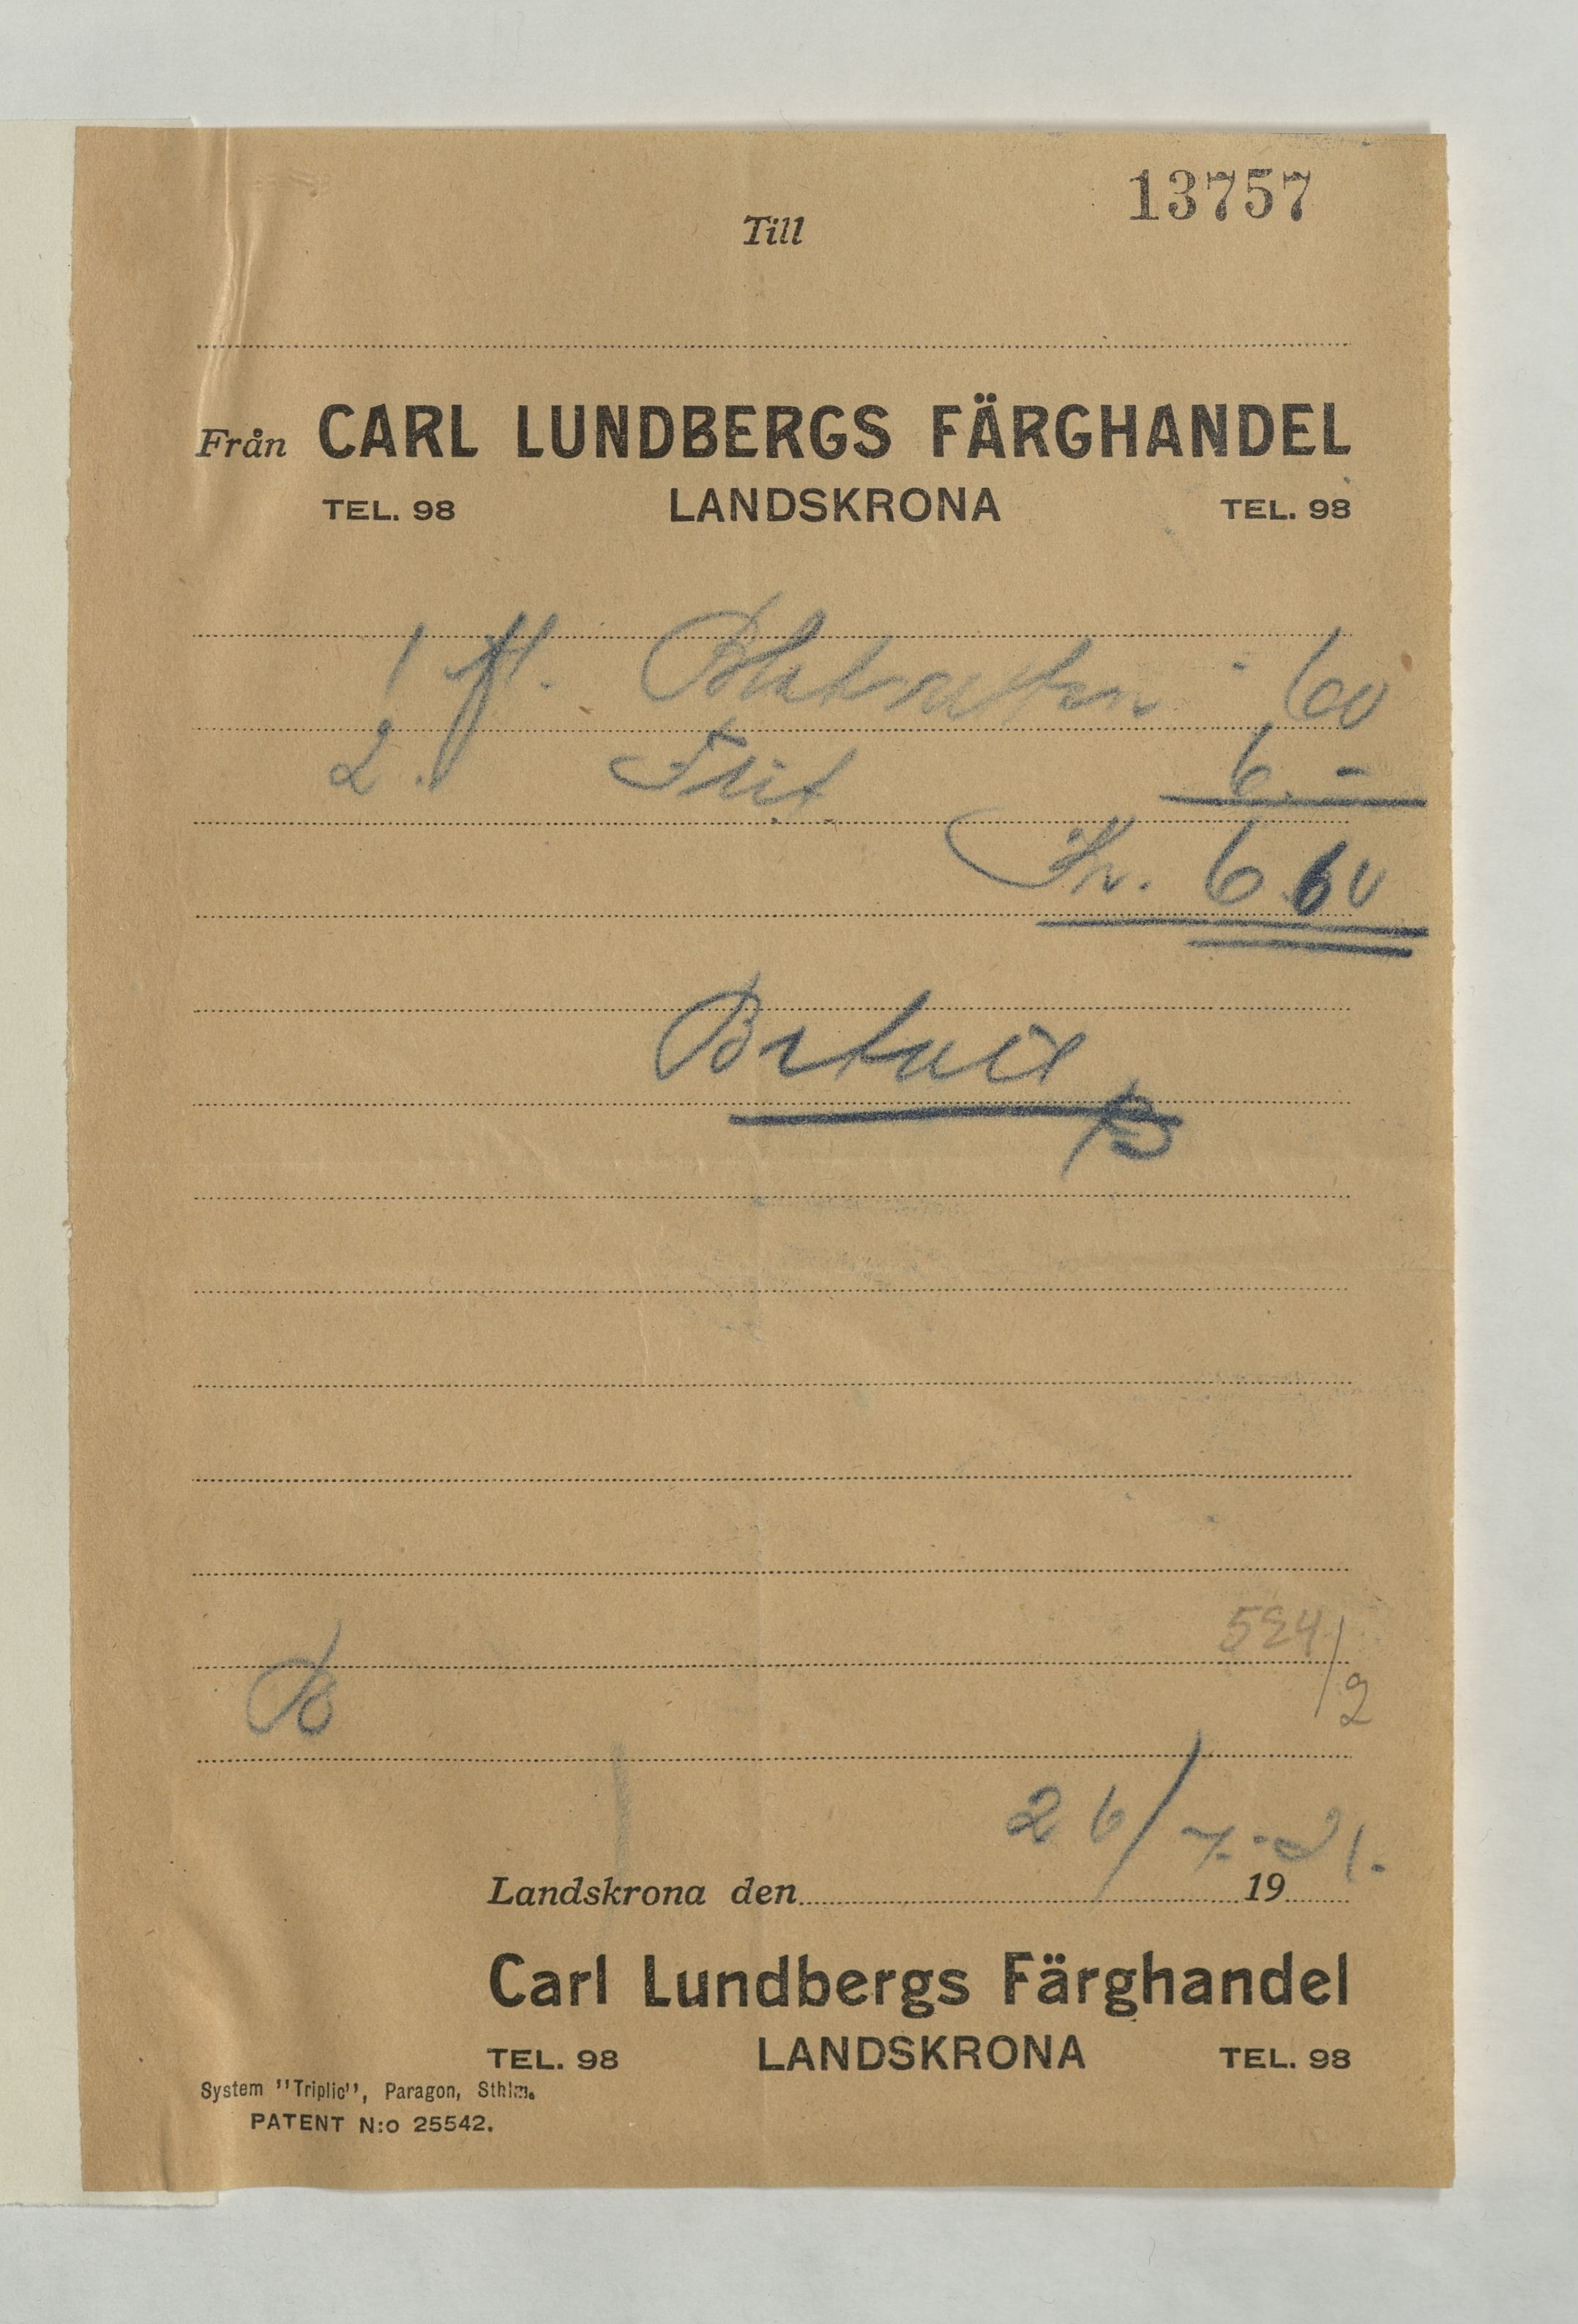 13757
Till
Från CARL LUNDBERGS FÄRGHANDEL
TEL. 98 LANDSKRONA TEL. 98
1 fl. -60
2. Flit 6.-
Kr. 6.60
Betalt
B
524/2
B
26/7.-21.
Landskrona den 19
Carl Lundbergs Färghandel
TEL. 98 LANDSKRONA TEL. 98
System "Triplic", Paragon, Sthlm.
PATENT N:o 25542.